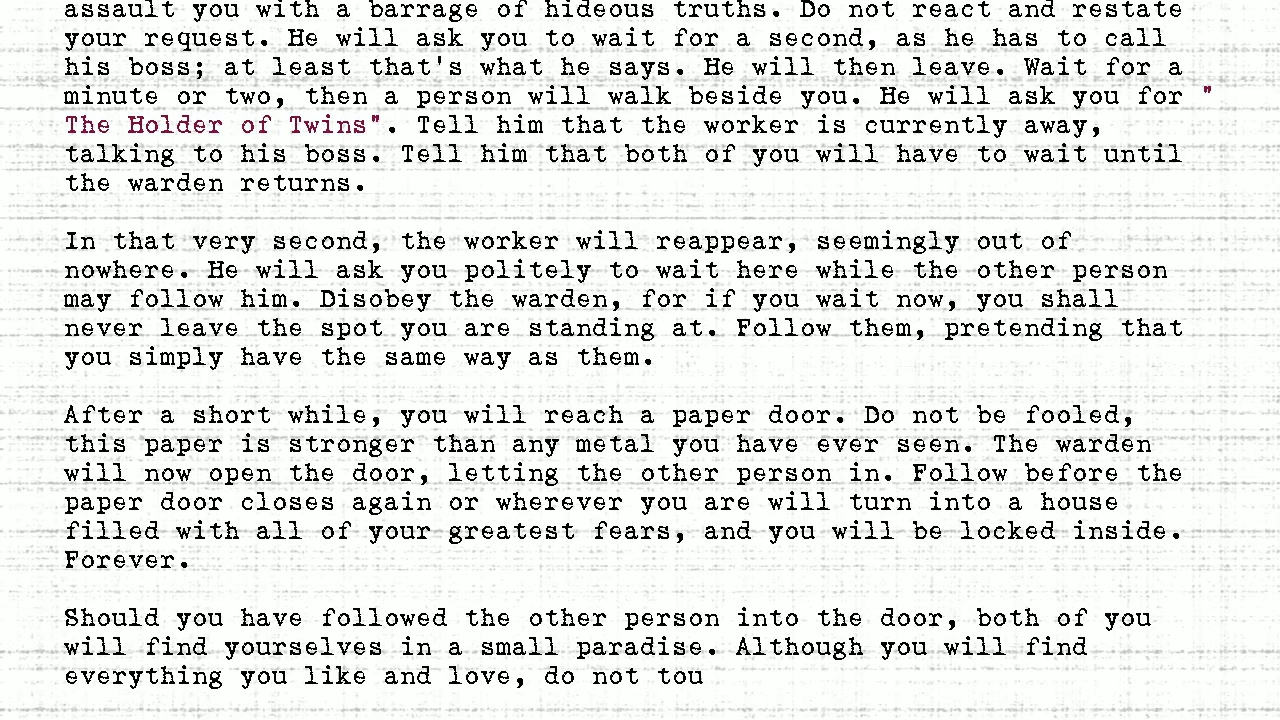 assault you with a barrage of hideous truths. Do not react and restate
your request. He will ask you to wait for a second, as he has to call
his boss; at least that's what he says. He will then leave. Wait for a
minute or two, then a person will walk beside you. He will ask you for "
The Holder of Twins". Tell him that the worker is currently away,
talking to his boss. Tell him that both of you will have to wait until
the warden returns.
In that very second, the worker will reappear, seemingly out of
nowhere. He will ask you politely to wait here while the other person
may follow him. Disobey the warden, for if you wait now, you shall
never leave the spot you are standing at. Follow them, pretending that
you simply have the same way as them.
After a short while, you will reach a paper door. Do not be fooled,
this paper is stronger than any metal you have ever seen. The warden
will now open the door, letting the other person in. Follow before the
paper door closes again or wherever you are will turn into a house
filled with all of your greatest fears, and you will be locked inside.
Forever.
Should you have followed the other person into the door, both of you
will find yourselves in a small paradise. Although you will find
everything you like and love, do not tou